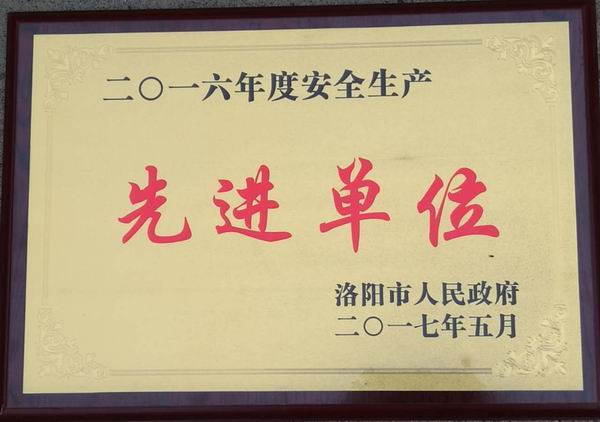 二〇一六年度安全生产
先进单位
洛阳市人民政府
二〇一七年五月